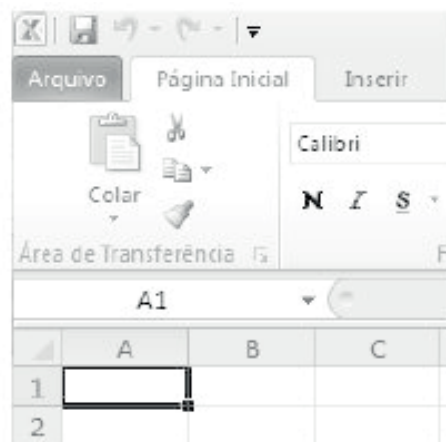 Arquivo Página Inicial Inserir
Calibri
Colar
N I S
Área de Transferência F
A1
A B C
1
2